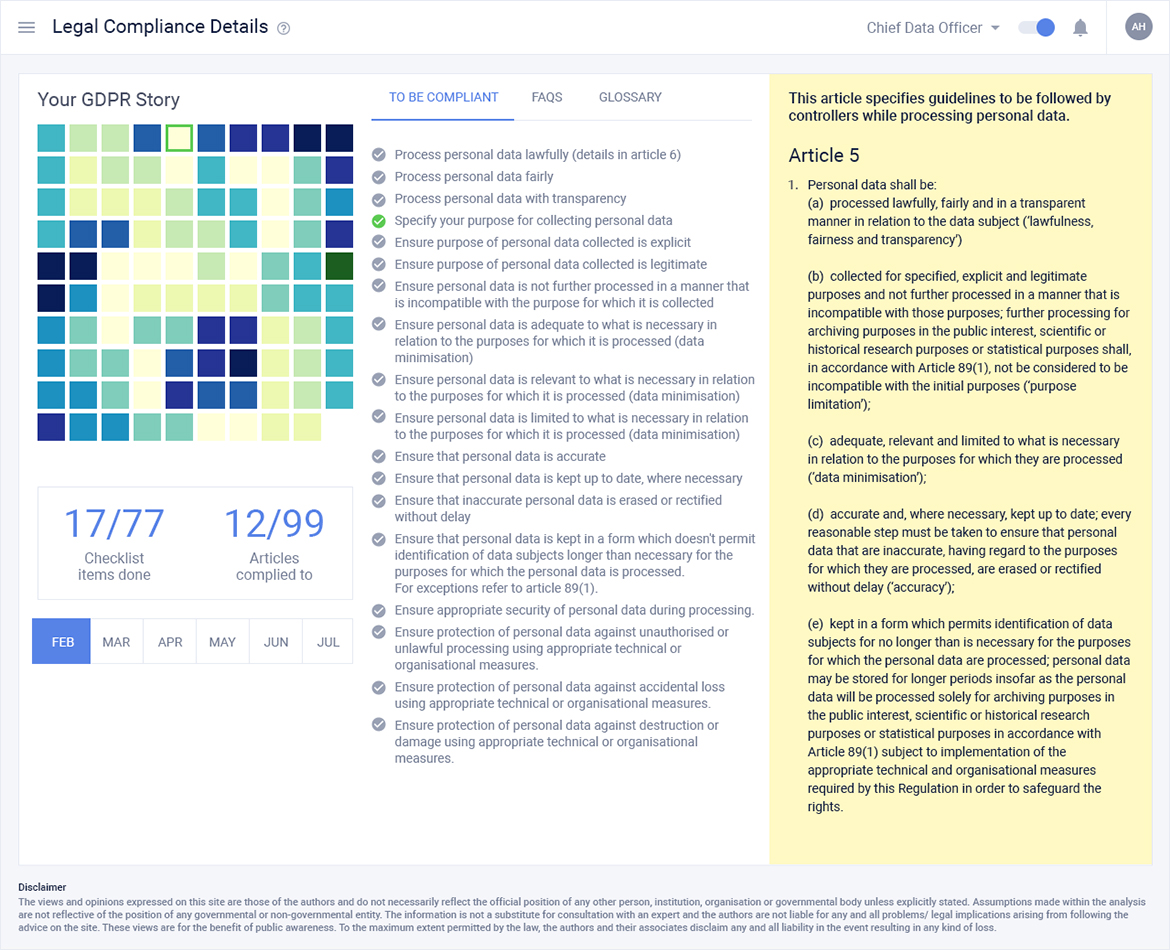 Legal Compliance Details ?
Chief Data Officer
AH
Your GDPR Story
17/77
Checklist
items done
12/99
Articles
complied to
FEB MAR APR MAY JUN JUL
TO BE COMPLIANT FAQS GLOSSARY
Process personal data lawfully (details in article 6)
Process personal data fairly
Process personal data with transparency
Specify your purpose for collecting personal data
Ensure purpose of personal data collected is explicit
Ensure purpose of personal data collected is legitimate
Ensure personal data is not further processed in a manner that
is incompatible with the purpose for which it is collected
Ensure personal data is adequate to what is necessary in
relation to the purposes for which it is processed (data
minimisation)
Ensure personal data is relevant to what is necessary in relation
to the purposes for which it is processed (data minimisation)
Ensure personal data is limited to what is necessary in relation
to the purposes for which it is processed (data minimisation)
Ensure that personal data is accurate
Ensure that personal data is kept up to date, where necessary
Ensure that inaccurate personal data is erased or rectified
without delay
Ensure that personal data is kept in a form which doesn't permit
identification of data subjects longer than necessary for the
purposes for which the personal data is processed.
For exceptions refer to article 89(1).
Ensure appropriate security of personal data during processing.
Ensure protection of personal data against unauthorised or
unlawful processing using appropriate technical or
organisational measures.
Ensure protection of personal data against accidental loss
using appropriate technical or organisational measures.
Ensure protection of personal data against destruction or
damage using appropriate technical or organisational
measures.
This article specifies guidelines to be followed by
controllers while processing personal data.
Article 5
1. Personal data shall be:
(a) processed lawfully, fairly and in a transparent
manner in relation to the data subject (‘lawfulness,
fairness and transparency’)
(b) collected for specified, explicit and legitimate
purposes and not further processed in a manner that is
incompatible with those purposes; further processing for
archiving purposes in the public interest, scientific or
historical research purposes or statistical purposes shall,
in accordance with Article 89(1), not be considered to be
incompatible with the initial purposes (‘purpose
limitation’);
(c) adequate, relevant and limited to what is necessary
in relation to the purposes for which they are processed
(‘data minimisation’);
(d) accurate and, where necessary, kept up to date; every
reasonable step must be taken to ensure that personal
data that are inaccurate, having regard to the purposes
for which they are processed, are erased or rectified
without delay (‘accuracy’);
(e) kept in a form which permits identification of data
subjects for no longer than is necessary for the purposes
for which the personal data are processed; personal data
may be stored for longer periods insofar as the personal
data will be processed solely for archiving purposes in
the public interest, scientific or historical research
purposes or statistical purposes in accordance with
Article 89(1) subject to implementation of the
appropriate technical and organisational measures
required by this Regulation in order to safeguard the
rights.
Disclaimer
The views and opinions expressed on this site are those of the authors and do not necessarily reflect the official position of any other person, institution, organisation or governmental body unless explicitly stated. Assumptions made within the analysis
are not reflective of the position of any governmental or non-governmental entity. The information is not a substitute for consultation with an expert and the authors are not liable for any and all problems/ legal implications arising from following the
advice on the site. These views are for the benefit of public awareness. To the maximum extent permitted by the law, the authors and their associates disclaim any and all liability in the event resulting in any kind of loss.